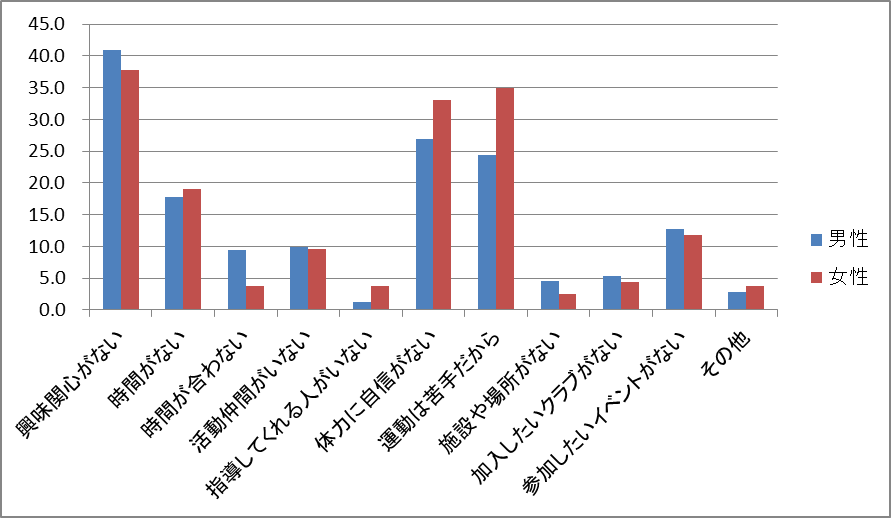 45.0
40.0
35.0
30.0
25.0
20.0
15.0
10.0
5.0
0.0
興味関心がない
時間がない
時間が合わない
活動仲間がいない
指導してくれる人がいない
体力に自信がない
運動は苦手だから
施設や場所がない
加入したいクラブがない
参加したいイベントがない
その他
男性
女性